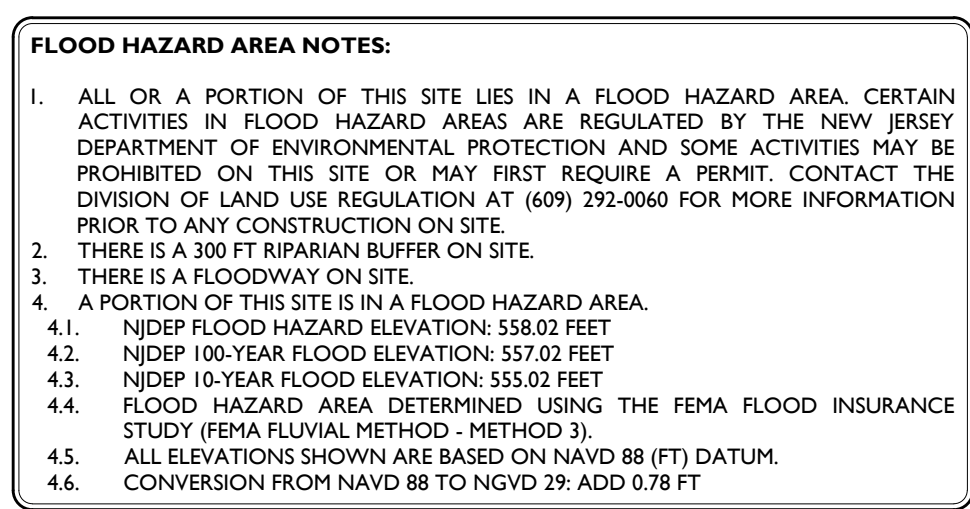 FLOOD HAZARD AREA NOTES:
1. ALL OR A PORTION OF THIS SITE LIES IN A FLOOD HAZARD AREA. CERTAIN
ACTIVITIES IN FLOOD HAZARD AREAS ARE REGULATED BY THE NEW JERSEY
DEPARTMENT OF ENVIRONMENTAL PROTECTION AND SOME ACTIVITIES MAY BE
PROHIBITED ON THIS SITE OR MAY FIRST REQUIRE A PERMIT. CONTACT THE
DIVISION OF LAND USE REGULATION AT (609) 292-0060 FOR MORE INFORMATION
PRIOR TO ANY CONSTRUCTION ON SITE.
2. THERE IS A 300 FT RIPARIAN BUFFER ON SITE.
3. THERE IS A FLOODWAY ON SITE.
4. A PORTION OF THIS SITE IS IN A FLOOD HAZARD AREA.
4.1. NJDEP FLOOD HAZARD ELEVATION: 558.02 FEET
4.2. NJDEP 100-YEAR FLOOD ELEVATION: 557.02 FEET
4.3. NJDEP 10-YEAR FLOOD ELEVATION: 555.02 FEET
4.4. FLOOD HAZARD AREA DETERMINED USING THE FEMA FLOOD INSURANCE
STUDY (FEMA FLUVIAL METHOD - METHOD 3).
4.5. ALL ELEVATIONS SHOWN ARE BASED ON NAVD 88 (FT) DATUM.
4.6. CONVERSION FROM NAVD 88 TO NGVD 29: ADD 0.78 FT